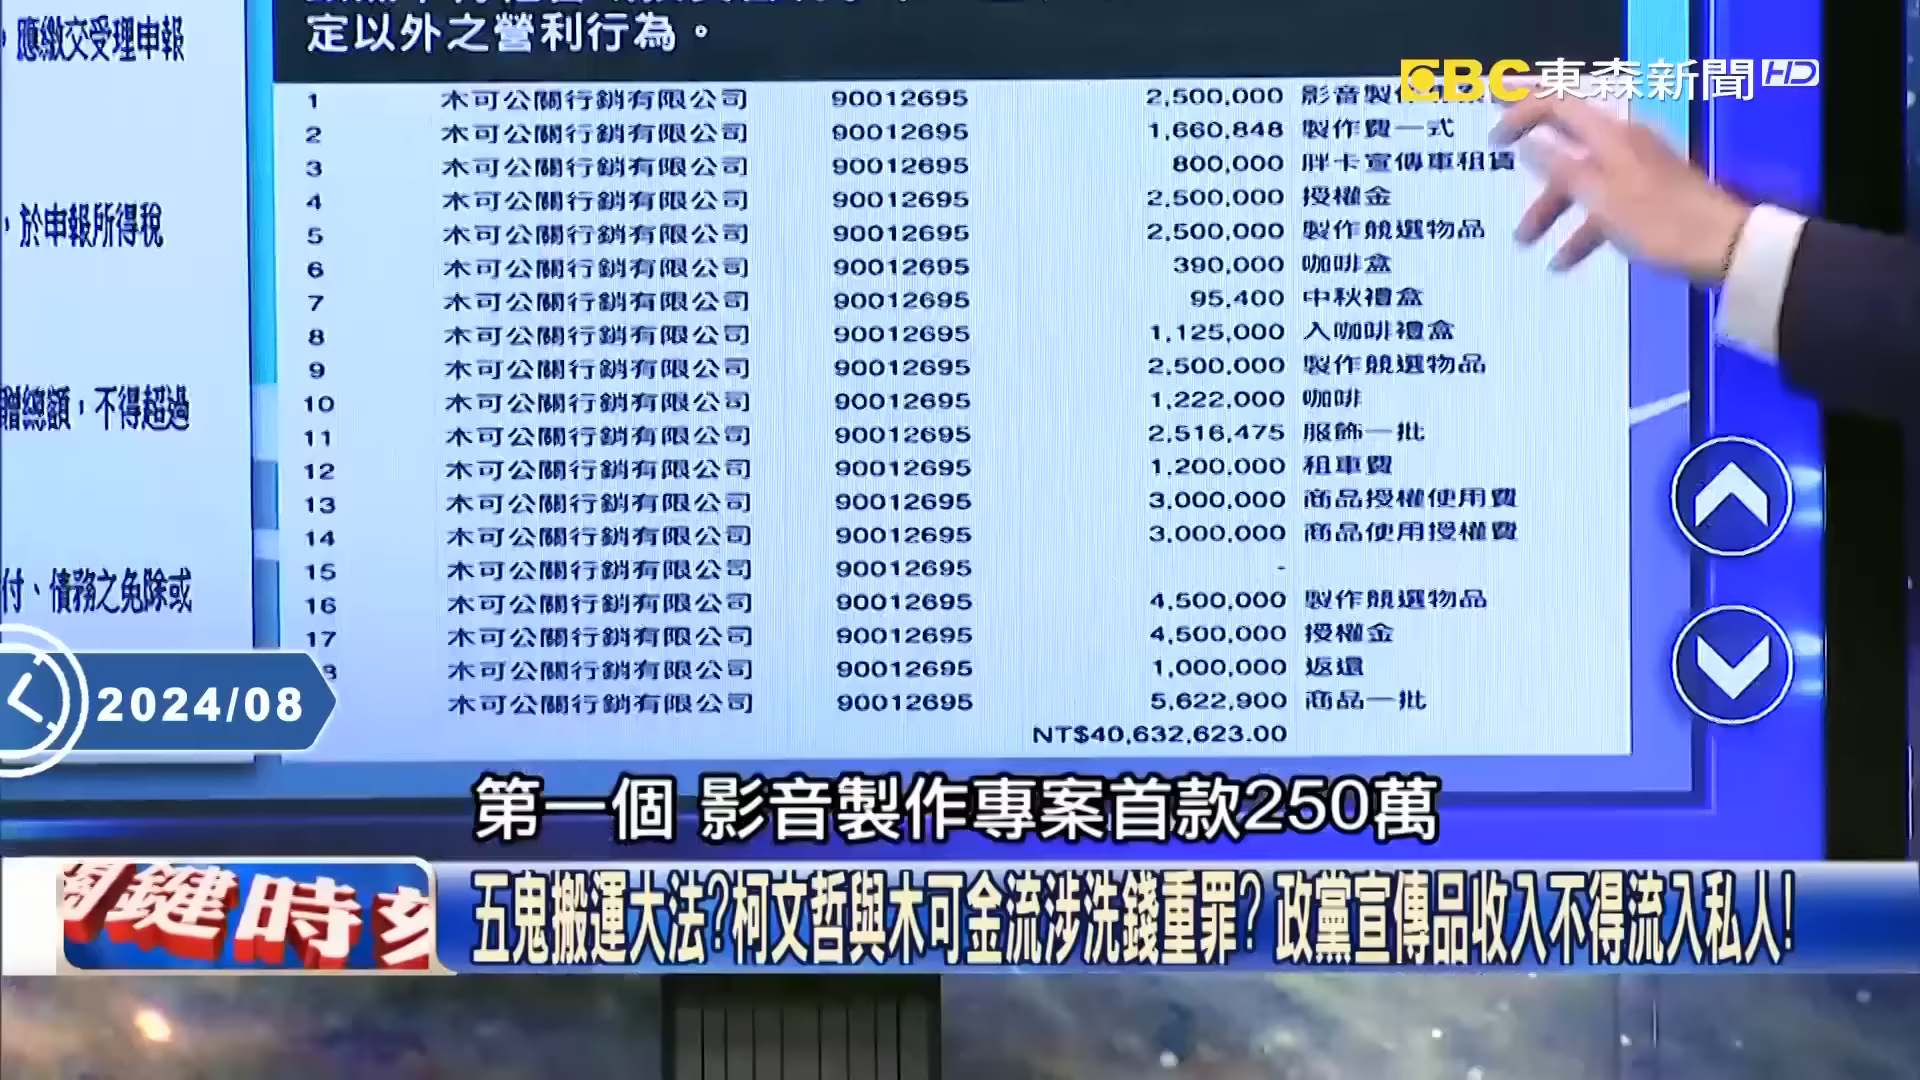 應繳交受理申報
，於申報所得稅
贈總額，不得超過
付、債務之免除或
定以外之營利行為。
EBC東森新聞HD
1 木可公關行銷有限公司 90012695 2,500,000 影音製作
2 木可公關行銷有限公司 90012695 1,660,848 製作費一式
3 木可公關行銷有限公司 90012695 800,000 胖卡宣傳車租賃
4 木可公關行銷有限公司 90012695 2,500,000 授權金
5 木可公關行銷有限公司 90012695 2,500,000 製作競選物品
6 木可公關行銷有限公司 90012695 390,000 咖啡盒
7 木可公關行銷有限公司 90012695 95,400 中秋禮盒
8 木可公關行銷有限公司 90012695 1,125,000 入咖啡禮盒
9 木可公關行銷有限公司 90012695 2,500,000 製作競選物品
10 木可公關行銷有限公司 90012695 1,222,000 咖啡
11 木可公關行銷有限公司 90012695 2,516,475 服飾一批
12 木可公關行銷有限公司 90012695 1,200,000 租車費
13 木可公關行銷有限公司 90012695 3,000,000 商品授權使用費
14 木可公關行銷有限公司 90012695 3,000,000 商品使用授權費
15 木可公關行銷有限公司 90012695 -
16 木可公關行銷有限公司 90012695 4,500,000 製作競選物品
17 木可公關行銷有限公司 90012695 4,500,000 授權金
8 木可公關行銷有限公司 90012695 1,000,000 返還
木可公關行銷有限公司 90012695 5,622,900 商品一批
NT$40,632,623.00
2024/08
第一個 影音製作專案首款250萬
關鍵時刻
五鬼搬運大法?柯文哲與木可金流涉洗錢重罪? 政黨宣傳品收入不得流入私人!